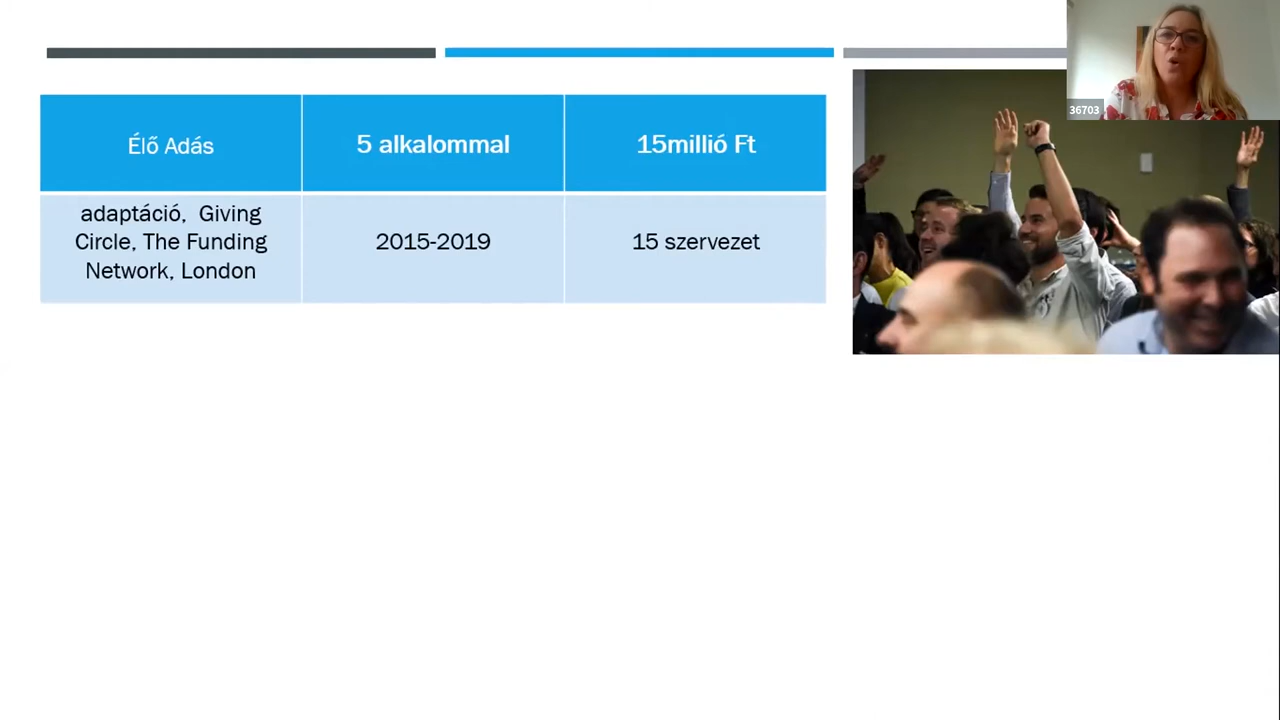 Élő Adás
5 alkalommal
15millió Ft
adaptáció, Giving
Circle, The Funding
Network, London
2015-2019
15 szervezet
36703